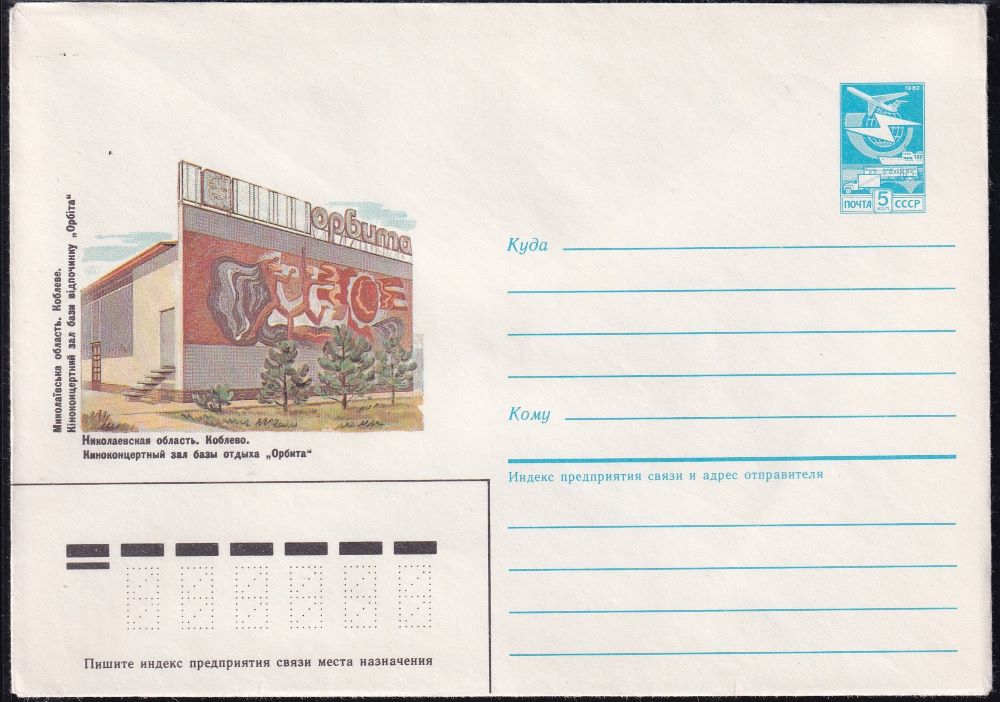 1982
ПОЧТА 5 КОП СССР
орбита
Миколаївська область. Коблеве.
Кіноконцертний зал бази відпочинку „Орбіта“
Николаевская область. Коблево.
Киноконцертный зал базы отдыха „Орбита“
Куда
Кому
Индекс предприятия связи и адрес отправителя
Пишите индекс предприятия связи места назначения